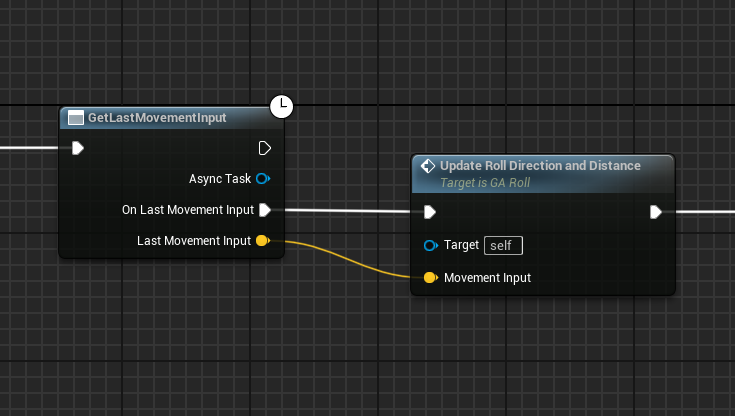 GetLastMovementInput
Async Task
On Last Movement Input
Last Movement Input
Update Roll Direction and Distance
Target is GA Roll
Target self
Movement Input